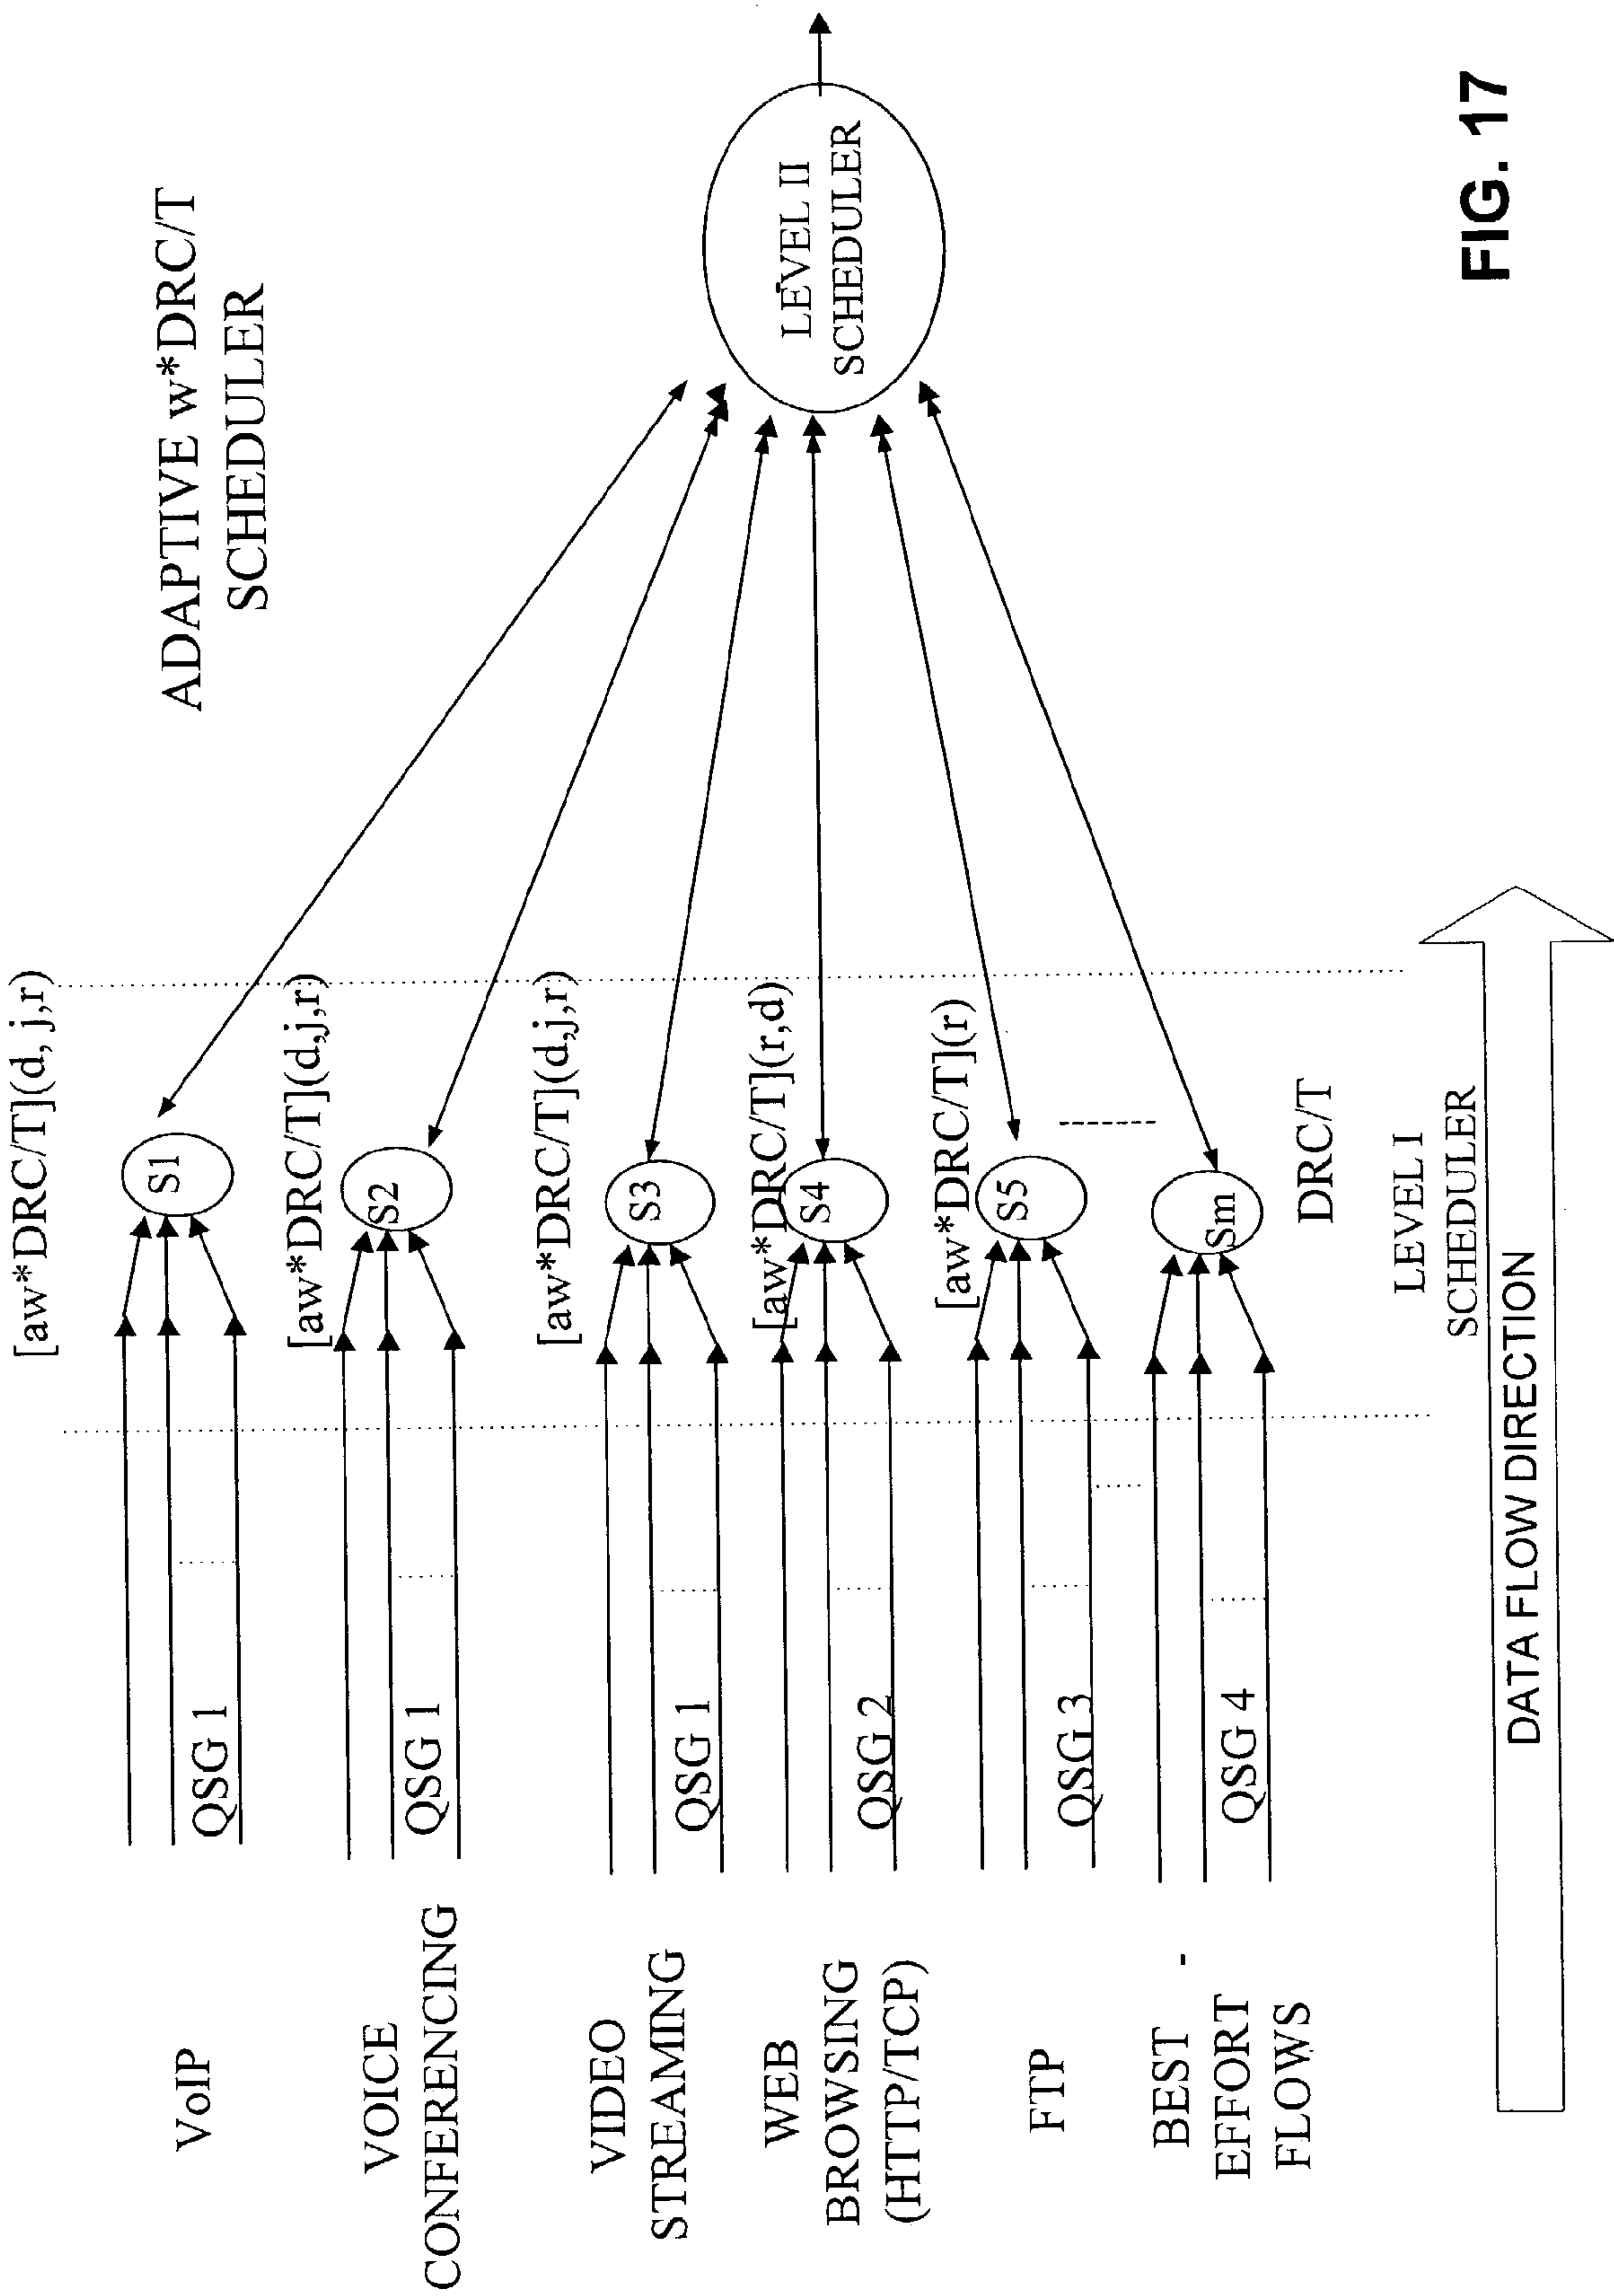 ADAPTIVE w*DRC/T
SCHEDULER
[aw*DRC/T](d, j,r)
VoIP
QSG 1
S1
[aw*DRC/T](d,j,r)
VOICE
CONFERENCING
QSG 1
S2
[aw*DRC/T](d,j,r)
VIDEO
STREAMING
QSG 1
S3
[aw*DRC/T](r,d)
WEB
BROWSING
(HTTP/TCP)
QSG 2
S4
LEVEL II
SCHEDULER
[aw*DRC/T](r)
FTP
QSG 3
S5
BEST -
EFFORT
FLOWS
QSG 4
Sm
DRC/T
LEVEL I
SCHEDULER
DATA FLOW DIRECTION
FIG. 17